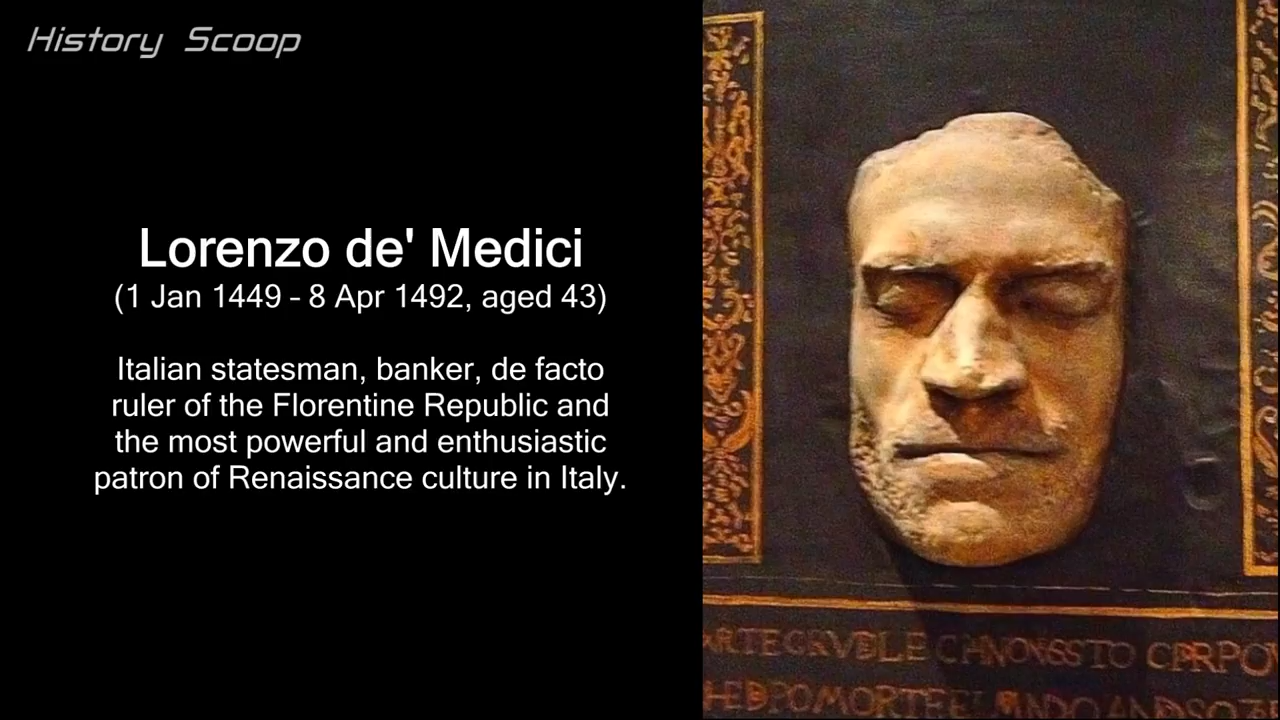 History Scoop
Lorenzo de' Medici
(1 Jan 1449 – 8 Apr 1492, aged 43)
Italian statesman, banker, de facto
ruler of the Florentine Republic and
the most powerful and enthusiastic
patron of Renaissance culture in Italy.